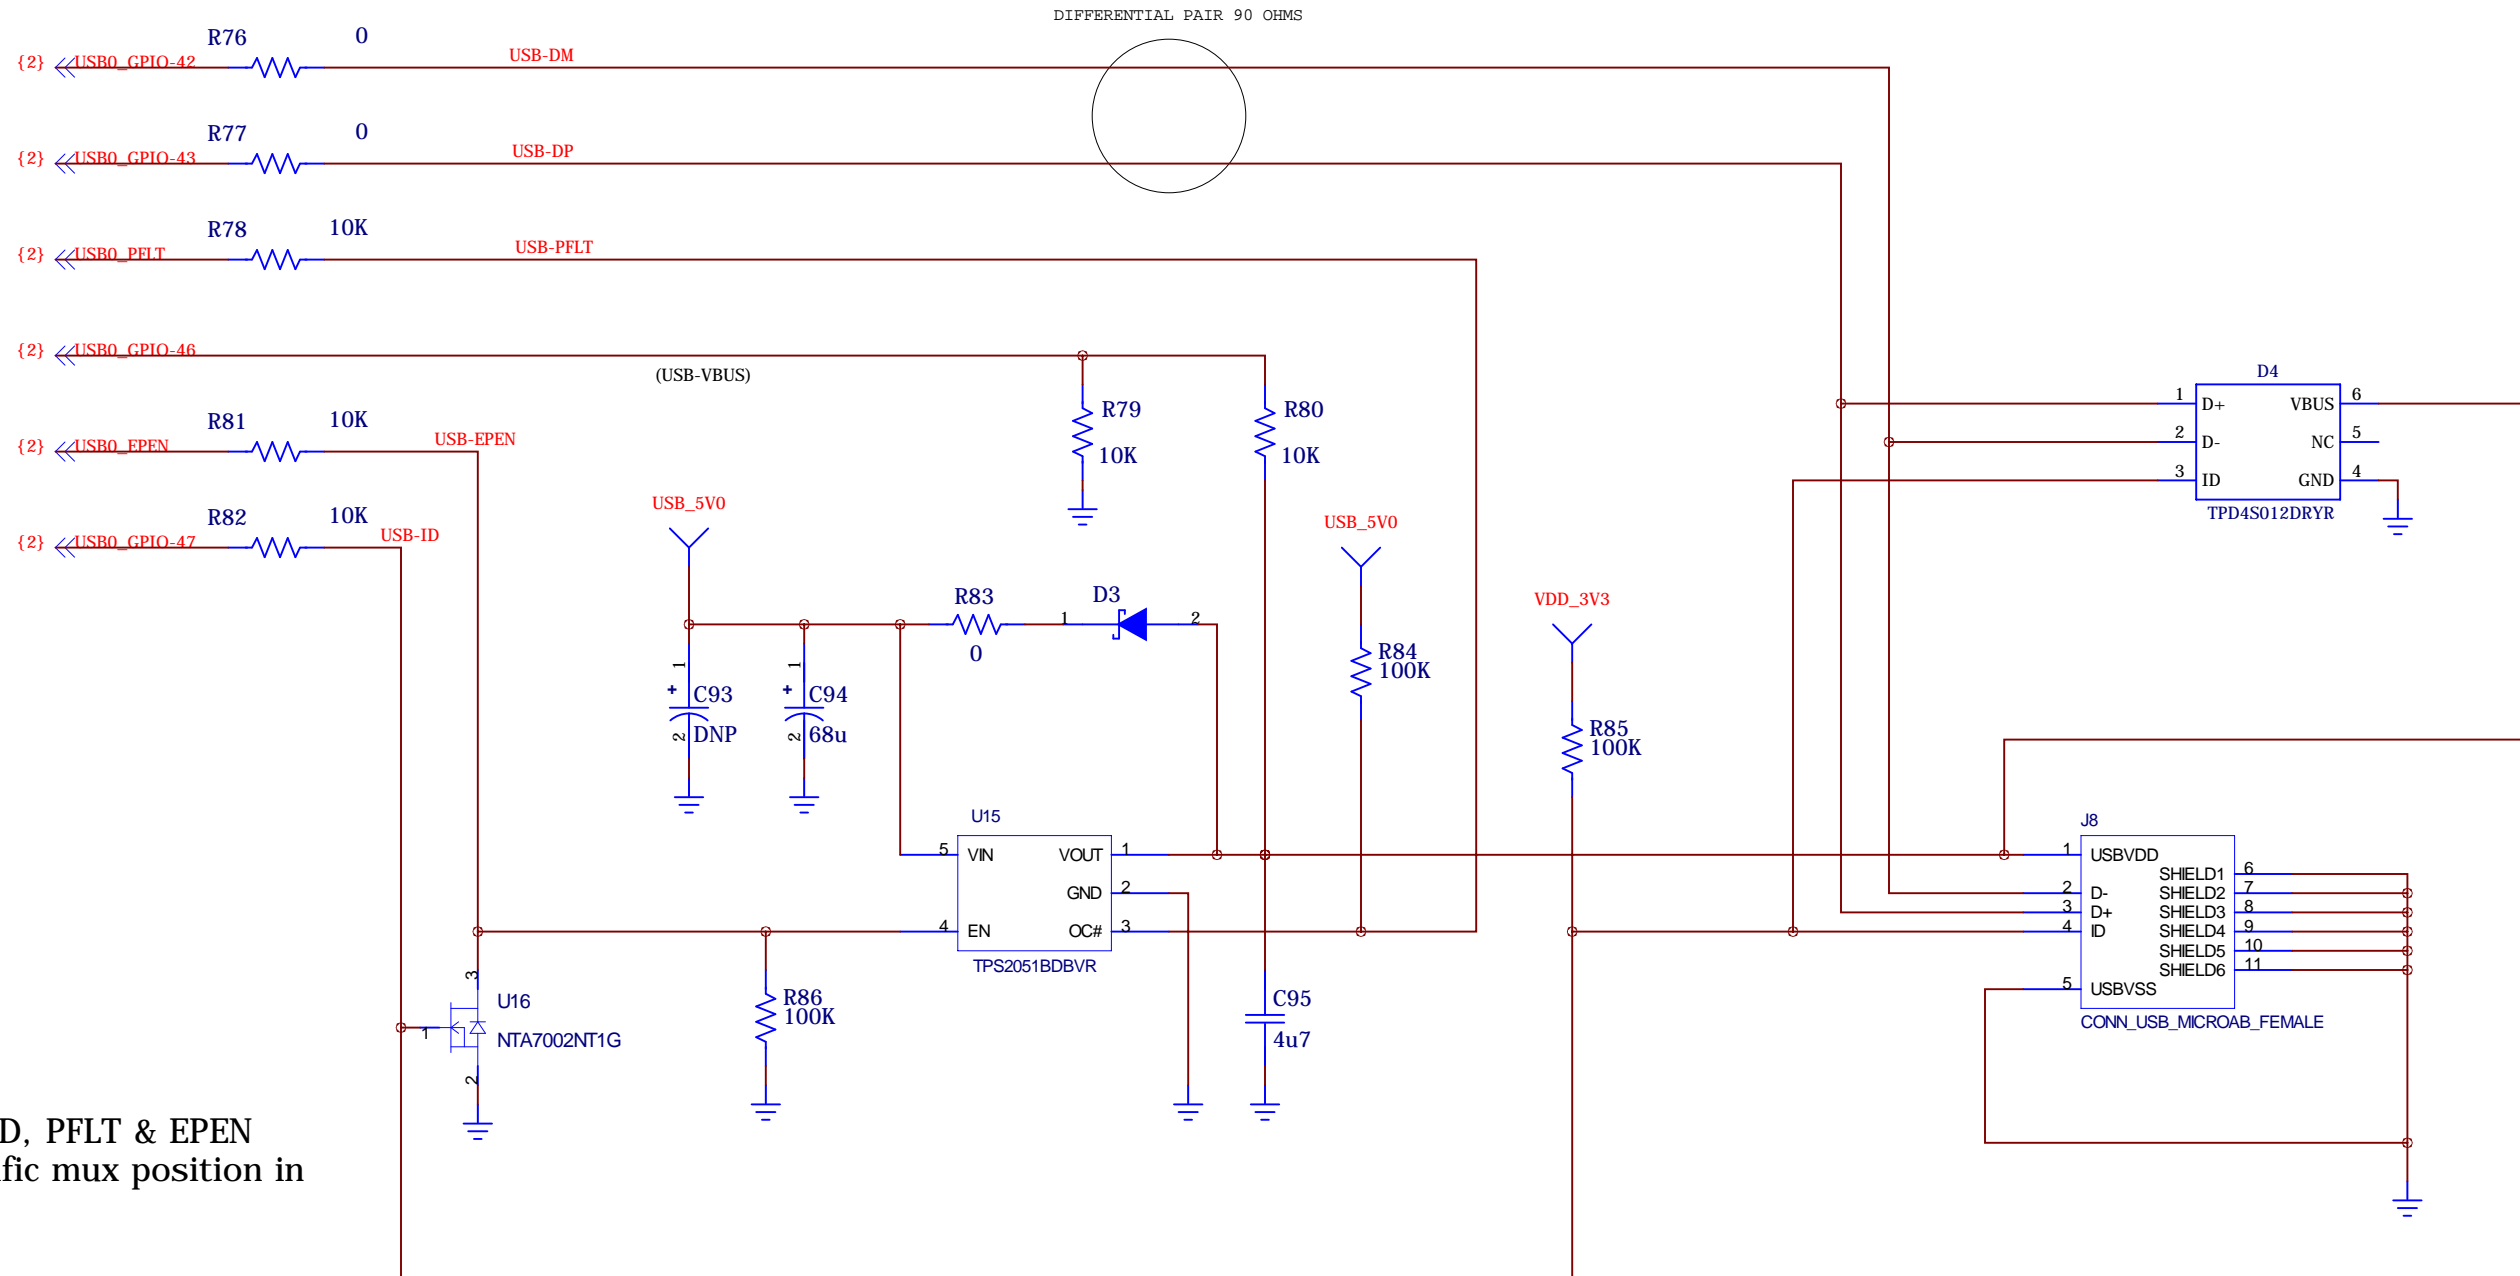 DIFFERENTIAL PAIR 90 OHMS
R76 0
{2} USB0_GPIO-42 USB-DM
R77 0
{2} USB0_GPIO-43 USB-DP
R78 10K
{2} USB0_PFLT USB-PFLT
{2} USB0_GPIO-46
(USB-VBUS)
R79
10K
R80
10K
R81 10K
{2} USB0_EPEN USB-EPEN
R82 10K
{2} USB0_GPIO-47 USB-ID
D4
1 D+ VBUS 6
2 D- NC 5
3 ID GND 4
TPD4S012DRYR
USB_5V0
USB_5V0
R83
0
D3
1 2
VDD_3V3
R84
100K
1
+ C93
2 DNP
1
+ C94
2 68u
R85
100K
U15
5 VIN VOUT 1
GND 2
4 EN OC# 3
TPS2051BDBVR
J8
1 USBVDD
SHIELD1 6
2 D- SHIELD2 7
3 D+ SHIELD3 8
4 ID SHIELD4 9
SHIELD5 10
SHIELD6 11
5 USBVSS
CONN_USB_MICROAB_FEMALE
3
U16
1
NTA7002NT1G
2
R86
100K
C95
4u7
D, PFLT & EPEN
fic mux position in